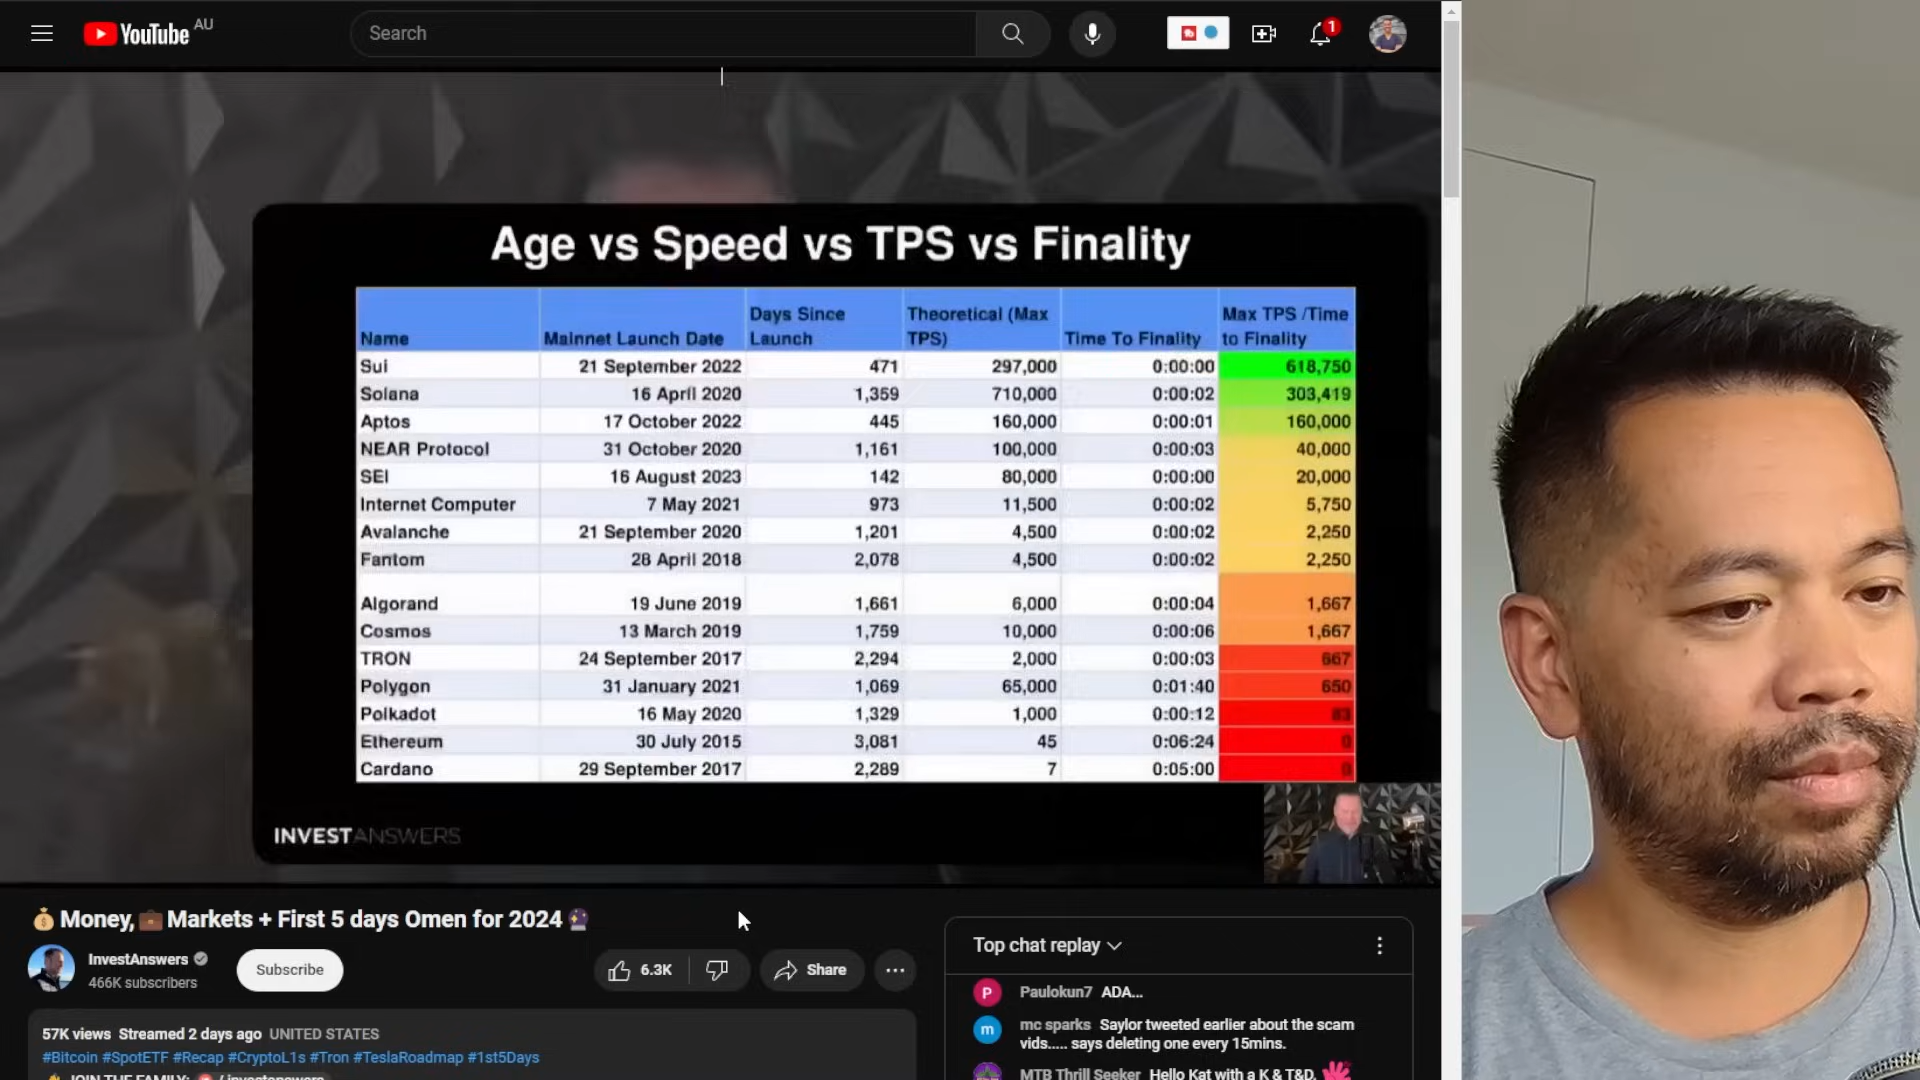 YouTube AU
Search
1
Age vs Speed vs TPS vs Finality
Name Mainnet Launch Date Days Since Launch Theoretical (Max TPS) Time To Finality Max TPS /Time to Finality
Sui 21 September 2022 471 297,000 0:00:00 618,750
Solana 16 April 2020 1,359 710,000 0:00:02 303,419
Aptos 17 October 2022 445 160,000 0:00:01 160,000
NEAR Protocol 31 October 2020 1,161 100,000 0:00:03 40,000
SEI 16 August 2023 142 80,000 0:00:00 20,000
Internet Computer 7 May 2021 973 11,500 0:00:02 5,750
Avalanche 21 September 2020 1,201 4,500 0:00:02 2,250
Fantom 28 April 2018 2,078 4,500 0:00:02 2,250
Algorand 19 June 2019 1,661 6,000 0:00:04 1,667
Cosmos 13 March 2019 1,759 10,000 0:00:06 1,667
TRON 24 September 2017 2,294 2,000 0:00:03 667
Polygon 31 January 2021 1,069 65,000 0:01:40 650
Polkadot 16 May 2020 1,329 1,000 0:00:12 83
Ethereum 30 July 2015 3,081 45 0:06:24 0
Cardano 29 September 2017 2,289 7 0:05:00 0
INVESTANSWERS
💰 Money, 💼 Markets + First 5 days Omen for 2024 🔮
InvestAnswers
466K subscribers
Subscribe
6.3K
Share
57K views Streamed 2 days ago UNITED STATES
#Bitcoin #SpotETF #Recap #CryptoL1s #Tron #TeslaRoadmap #1st5Days
JOIN THE FAMILY: / investanswers
Top chat replay
P Paulokun7 ADA...
m mc sparks Saylor tweeted earlier about the scam
vids..... says deleting one every 15mins.
MTB Thrill Seeker Hello Kat with a K & T&D.